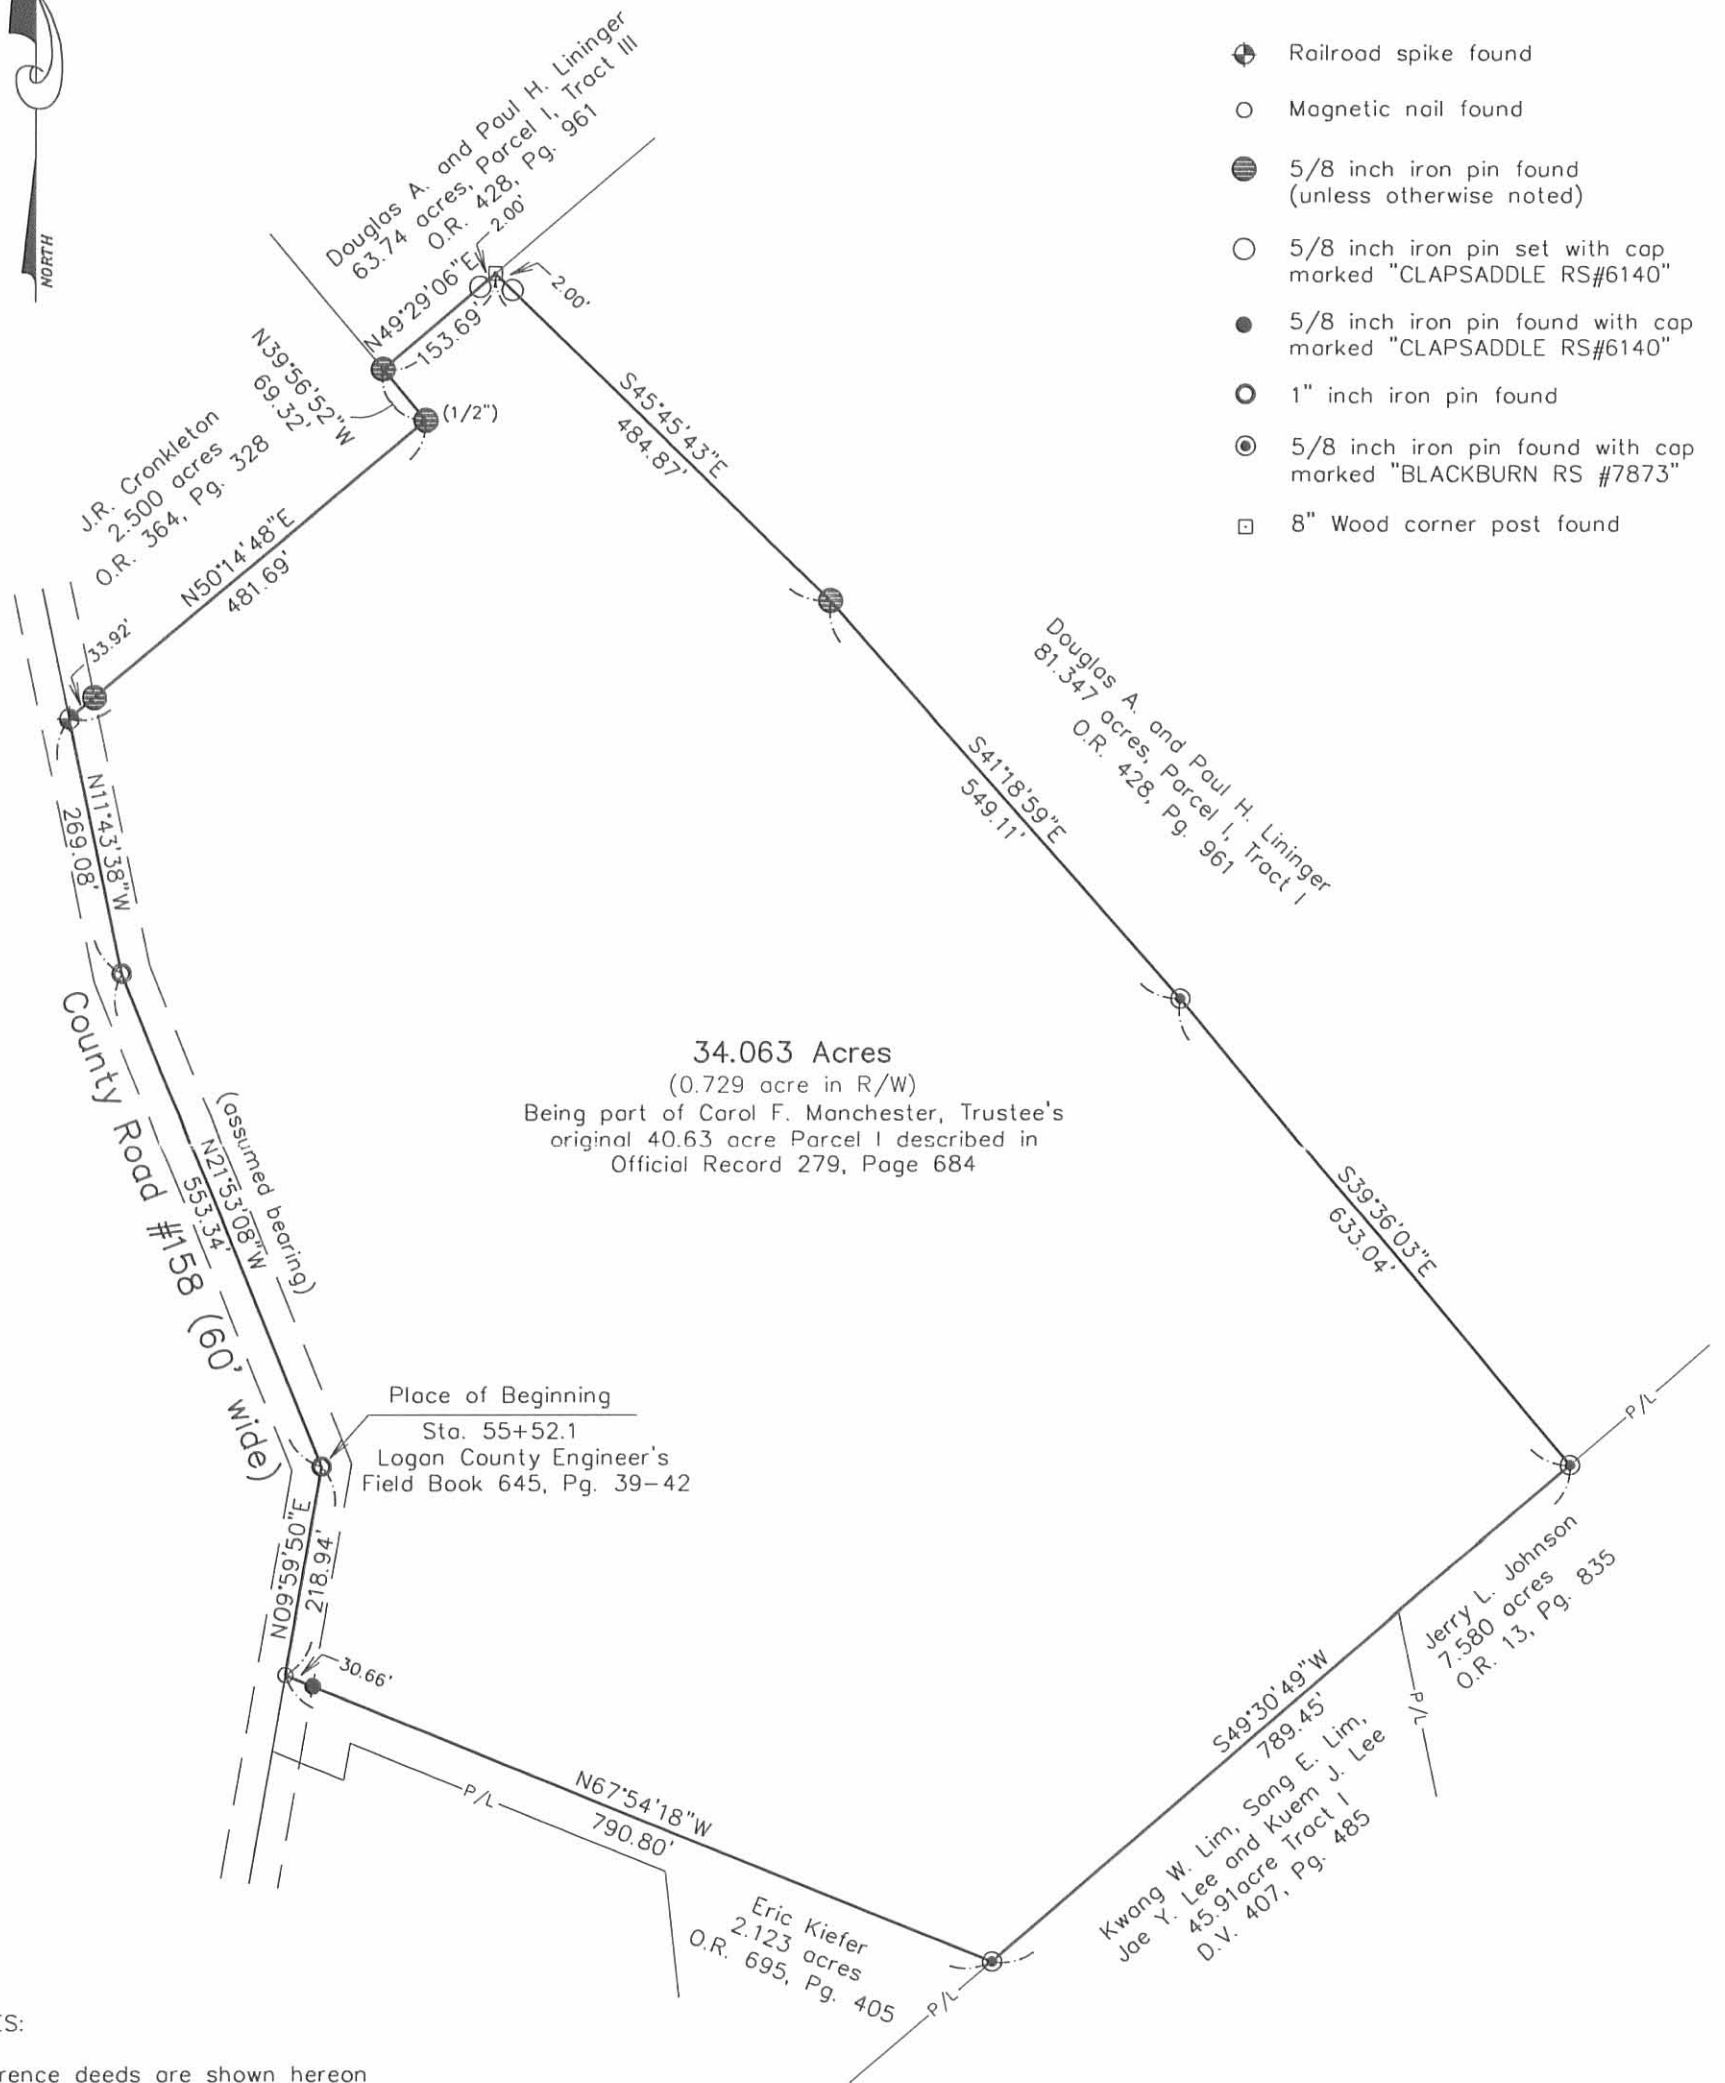 NORTH
Railroad spike found
Magnetic nail found
5/8 inch iron pin found
(unless otherwise noted)
5/8 inch iron pin set with cap
marked "CLAPSADDLE RS#6140"
5/8 inch iron pin found with cap
marked "CLAPSADDLE RS#6140"
1" inch iron pin found
5/8 inch iron pin found with cap
marked "BLACKBURN RS #7873"
8" Wood corner post found
Douglas A. and Paul H. Lininger
63.74 acres, Parcel I, Tract III
O.R. 428, Pg. 961
2.00'
N49°29'06"E
153.69'
2.00'
N39°56'52"W
69.32'
(1/2")
J.R. Cronkleton
2.500 acres
O.R. 364, Pg. 328
N50°14'48"E
481.69'
33.92'
S45°45'43"E
484.87'
Douglas A. and Paul H. Lininger
81.347 acres, Parcel I, Tract I
O.R. 428, Pg. 961
S41°18'59"E
549.11'
N11°43'38"W
269.08'
County Road #158 (60' wide)
(assumed bearing)
N21°53'08"W
553.34'
34.063 Acres
(0.729 acre in R/W)
Being part of Carol F. Manchester, Trustee's
original 40.63 acre Parcel I described in
Official Record 279, Page 684
S39°36'03"E
633.04'
Place of Beginning
Sta. 55+52.1
Logan County Engineer's
Field Book 645, Pg. 39-42
N09°59'50"E
218.94'
30.66'
P/L
Jerry L. Johnson
7.580 acres
O.R. 13, Pg. 835
P/L
S49°30'49"W
789.45'
Kwang W. Lim, Sang E. Lim,
Jae Y. Lee and Kuem J. Lee
45.91acre Tract I
D.V. 407, Pg. 485
P/L
N67°54'18"W
790.80'
Eric Kiefer
2.123 acres
O.R. 695, Pg. 405
P/L
ES:
rence deeds are shown hereon